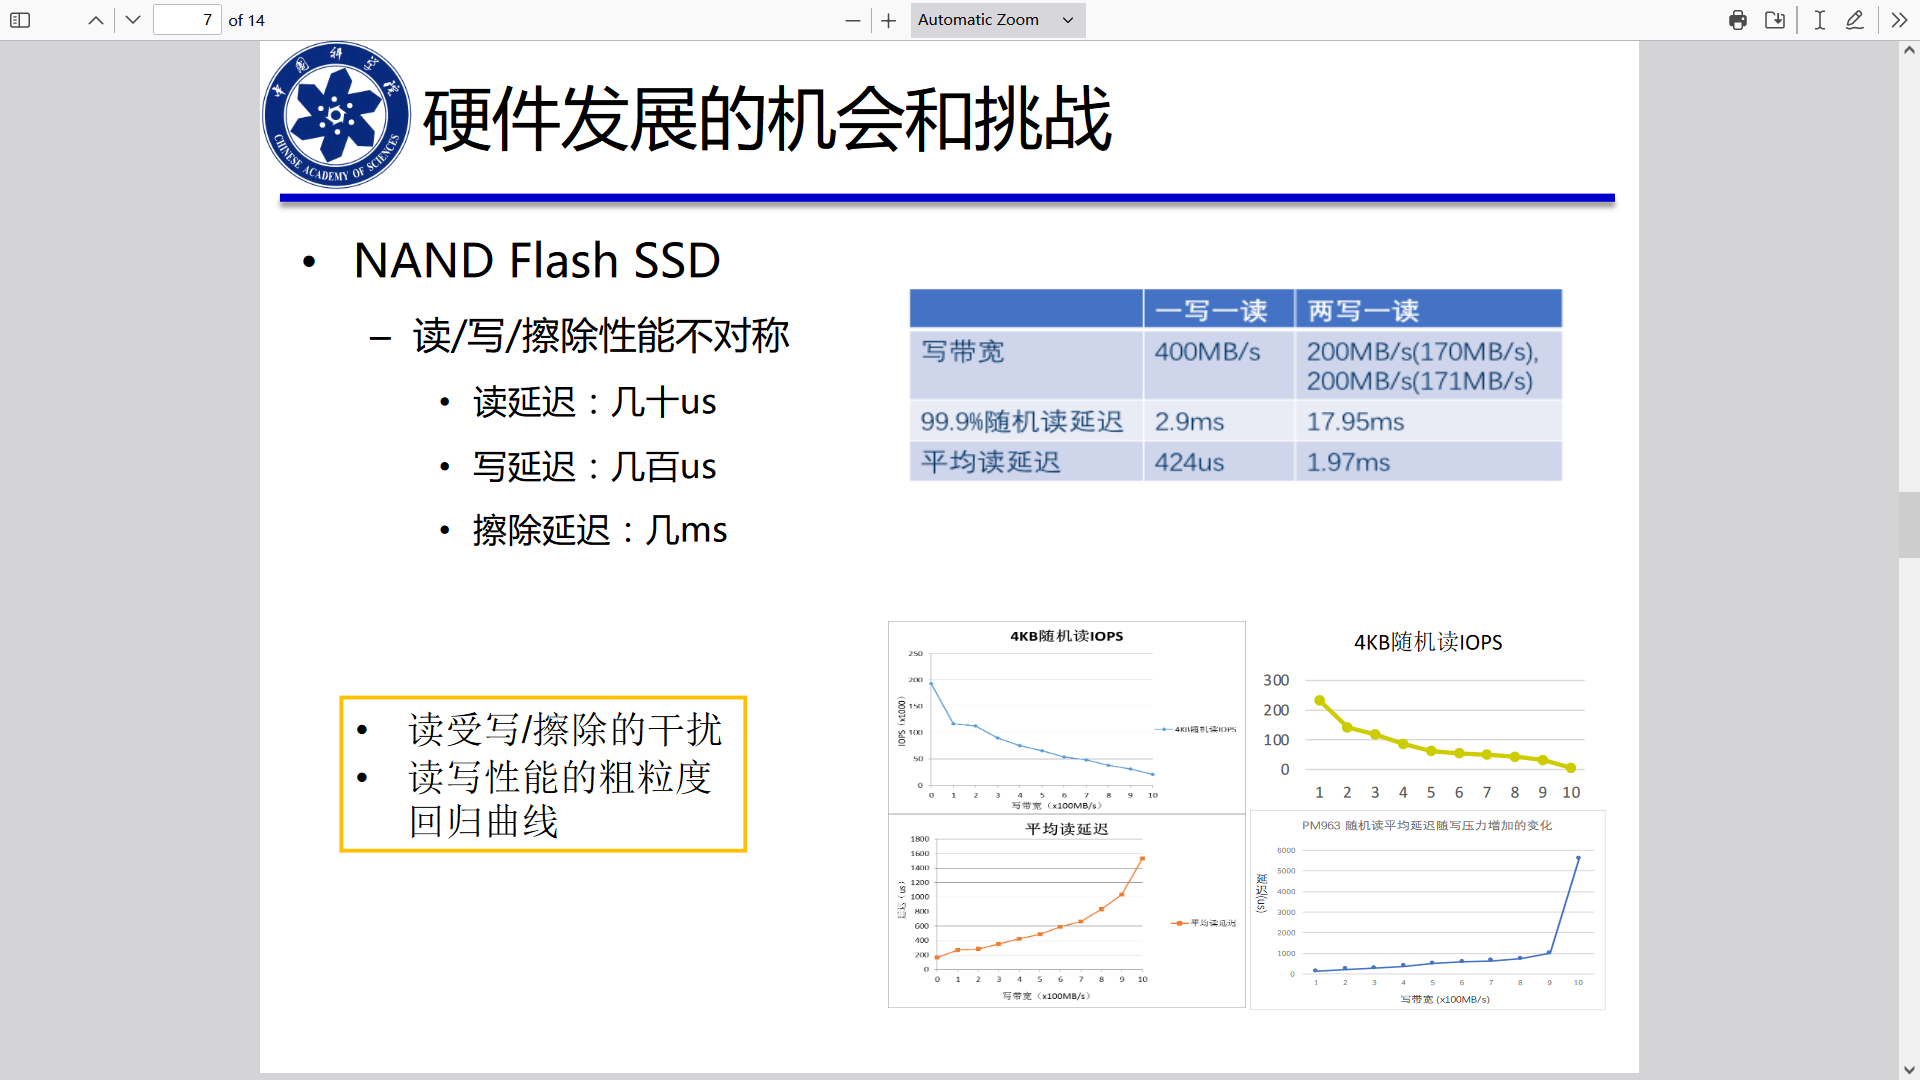 7 of 14
Automatic Zoom
中国科学院
CHINESE ACADEMY OF SCIENCES
硬件发展的机会和挑战
• NAND Flash SSD
– 读/写/擦除性能不对称
• 读延迟：几十us
• 写延迟：几百us
• 擦除延迟：几ms
一写一读 两写一读
写带宽 400MB/s 200MB/s(170MB/s),
200MB/s(171MB/s)
99.9%随机读延迟 2.9ms 17.95ms
平均读延迟 424us 1.97ms
• 读受写/擦除的干扰
• 读写性能的粗粒度
回归曲线
4KB随机读IOPS
IOPS（x1000）
250
200
150
100
50
0
0 1 2 3 4 5 6 7 8 9 10
写带宽（x100MB/s）
4KB随机读IOPS
4KB随机读IOPS
300
200
100
0
1 2 3 4 5 6 7 8 9 10
平均读延迟
延迟（us）
1800
1600
1400
1200
1000
800
600
400
200
0
0 1 2 3 4 5 6 7 8 9 10
写带宽（x100MB/s）
平均读延迟
PM963 随机读平均延迟随写压力增加的变化
延迟(us)
6000
5000
4000
3000
2000
1000
0
1 2 3 4 5 6 7 8 9 10
写带宽 (x100MB/s)